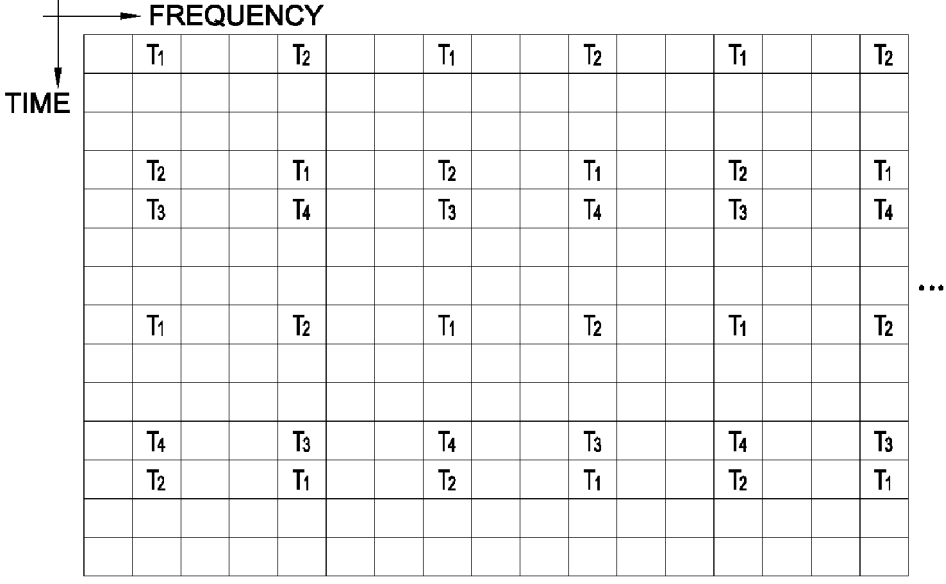 FREQUENCY
TIME
T1 T2 T1 T2 T1 T2
T2 T1 T2 T1 T2 T1
T3 T4 T3 T4 T3 T4
...
T1 T2 T1 T2 T1 T2
T4 T3 T4 T3 T4 T3
T2 T1 T2 T1 T2 T1